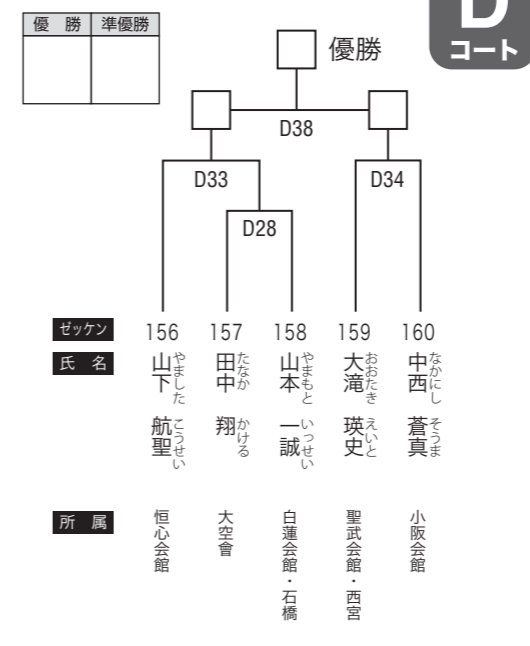 D
コート
優 勝 準優勝
優勝
D38
D33
D34
D28
ゼッケン 156 157 158 159 160
氏 名
山下 航聖
やました こうせい
田中 翔
たなか かける
山本 一誠
やまもと いっせい
大滝 瑛史
おおたき えいと
中西 蒼真
なかにし そうま
所 属
恒心会館
大空會
白蓮会館・石橋
聖武会館・西宮
小阪会館